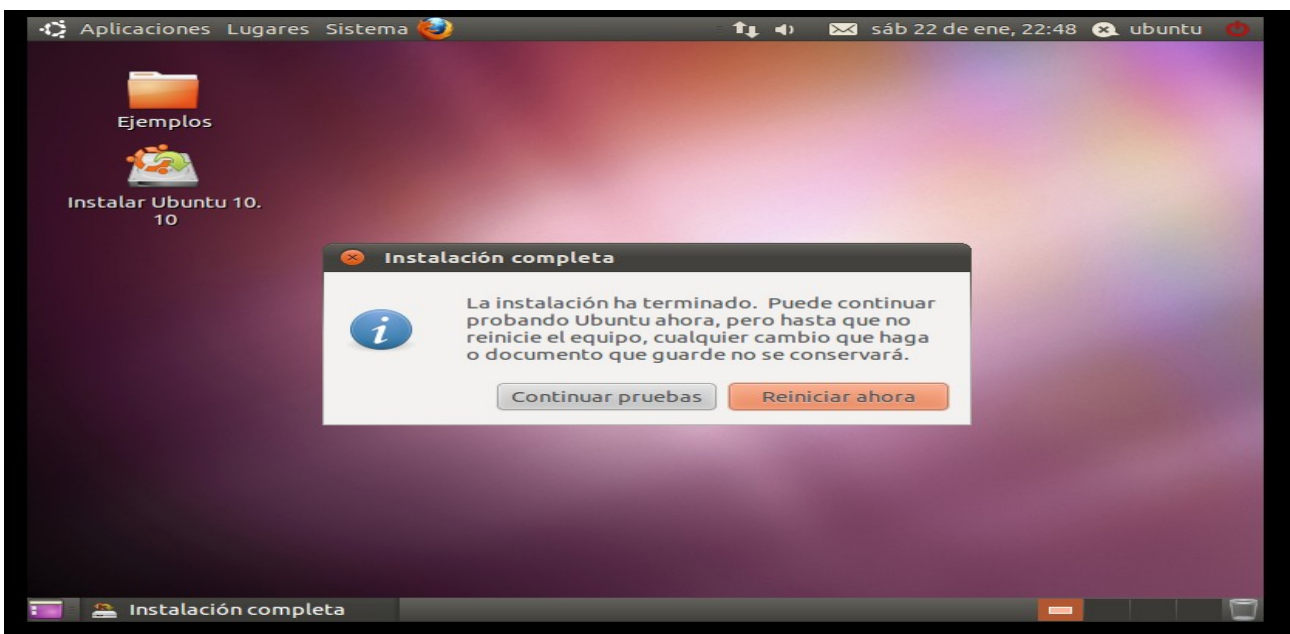 Aplicaciones Lugares Sistema sáb 22 de ene, 22:48 ubuntu
Ejemplos
Instalar Ubuntu 10.
10
Instalación completa
La instalación ha terminado. Puede continuar
probando Ubuntu ahora, pero hasta que no
reinicie el equipo, cualquier cambio que haga
o documento que guarde no se conservará.
Continuar pruebas Reiniciar ahora
Instalación completa